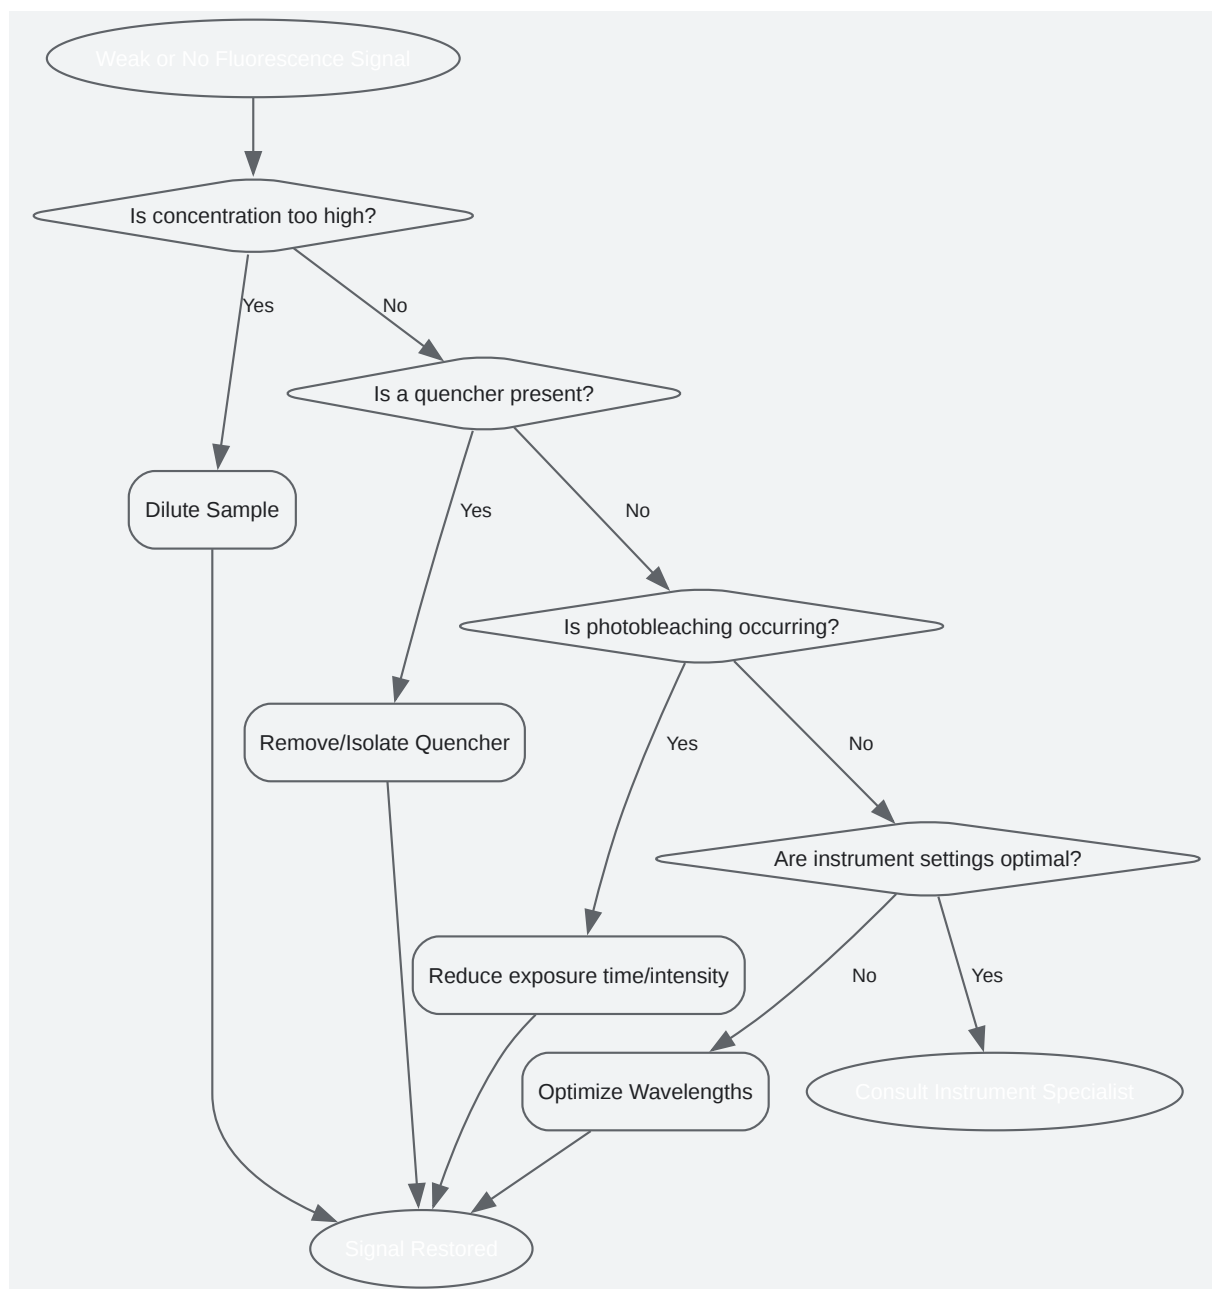 Weak or No Fluorescence Signal
Is concentration too high?
Yes
No
Is a quencher present?
Dilute Sample
Yes
No
Is photobleaching occurring?
Remove/Isolate Quencher
Yes
No
Are instrument settings optimal?
Reduce exposure time/intensity
No
Yes
Optimize Wavelengths
Consult Instrument Specialist
Signal Restored